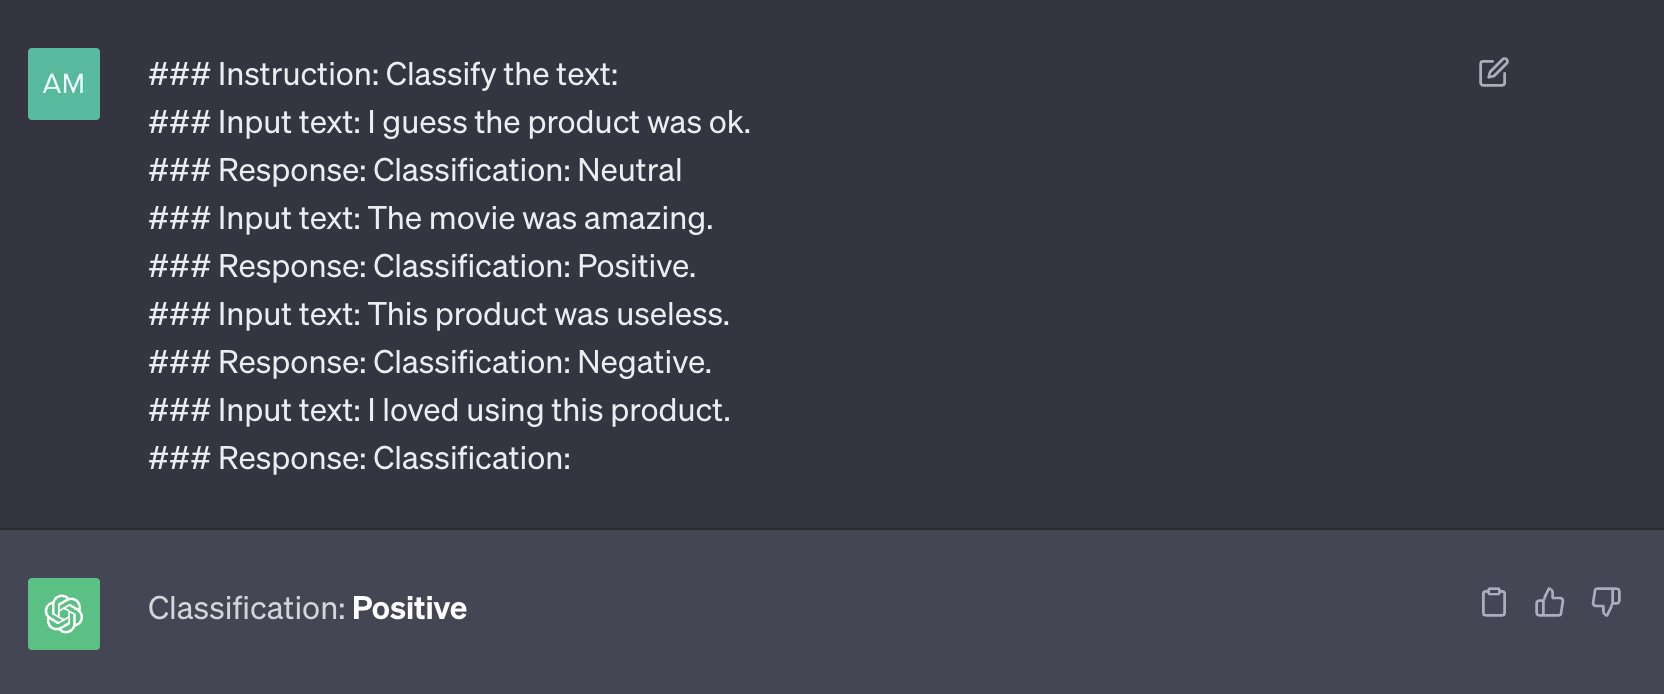 AM
### Instruction: Classify the text:
### Input text: I guess the product was ok.
### Response: Classification: Neutral
### Input text: The movie was amazing.
### Response: Classification: Positive.
### Input text: This product was useless.
### Response: Classification: Negative.
### Input text: I loved using this product.
### Response: Classification:
Classification: Positive